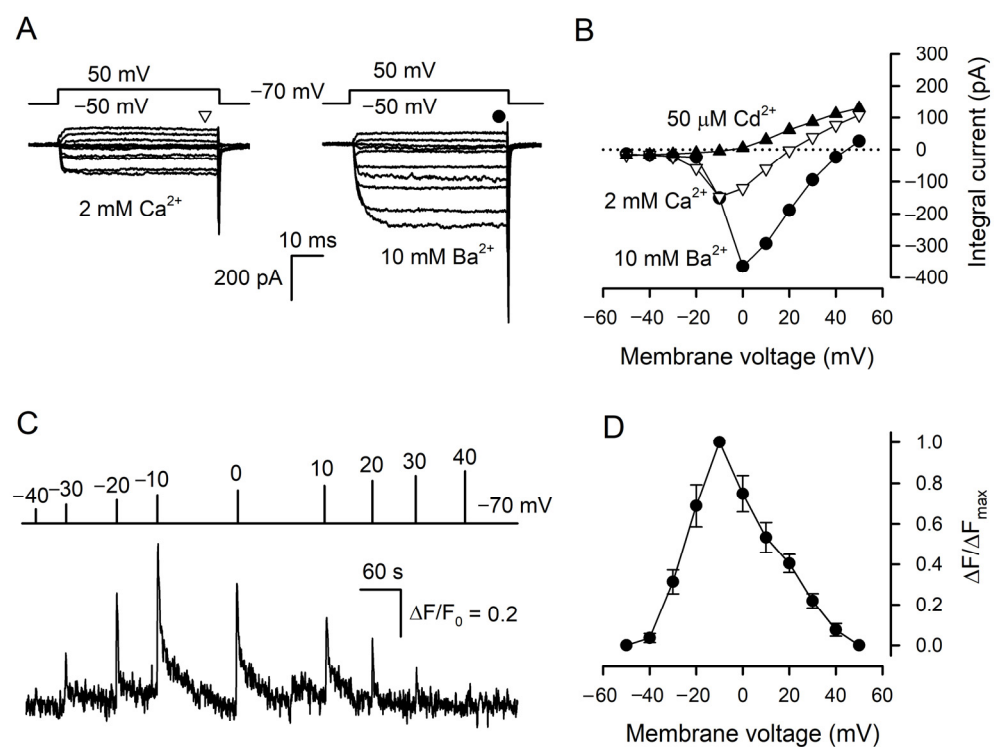 A
50 mV
−50 mV
−70 mV
50 mV
−50 mV
2 mM Ca²⁺
10 mM Ba²⁺
10 ms
200 pA
B
300
200
100
0
−100
−200
−300
−400
Integral current (pA)
50 μM Cd²⁺
2 mM Ca²⁺
10 mM Ba²⁺
−60 −40 −20 0 20 40 60
Membrane voltage (mV)
C
−40 −30 −20 −10 0 10 20 30 40
−70 mV
60 s
ΔF/F₀ = 0.2
D
1.0
0.8
0.6
0.4
0.2
0.0
ΔF/ΔFmax
−60 −40 −20 0 20 40 60
Membrane voltage (mV)